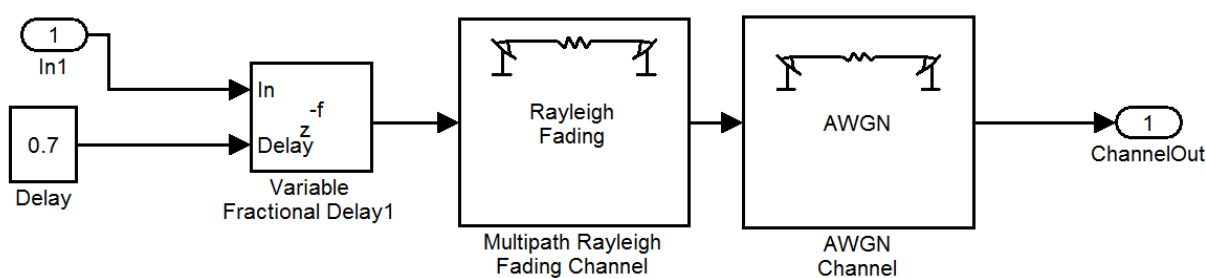 1
In1
0.7
Delay
In
Delay
z
-f
Variable
Fractional Delay1
Rayleigh
Fading
Multipath Rayleigh
Fading Channel
AWGN
AWGN
Channel
1
ChannelOut